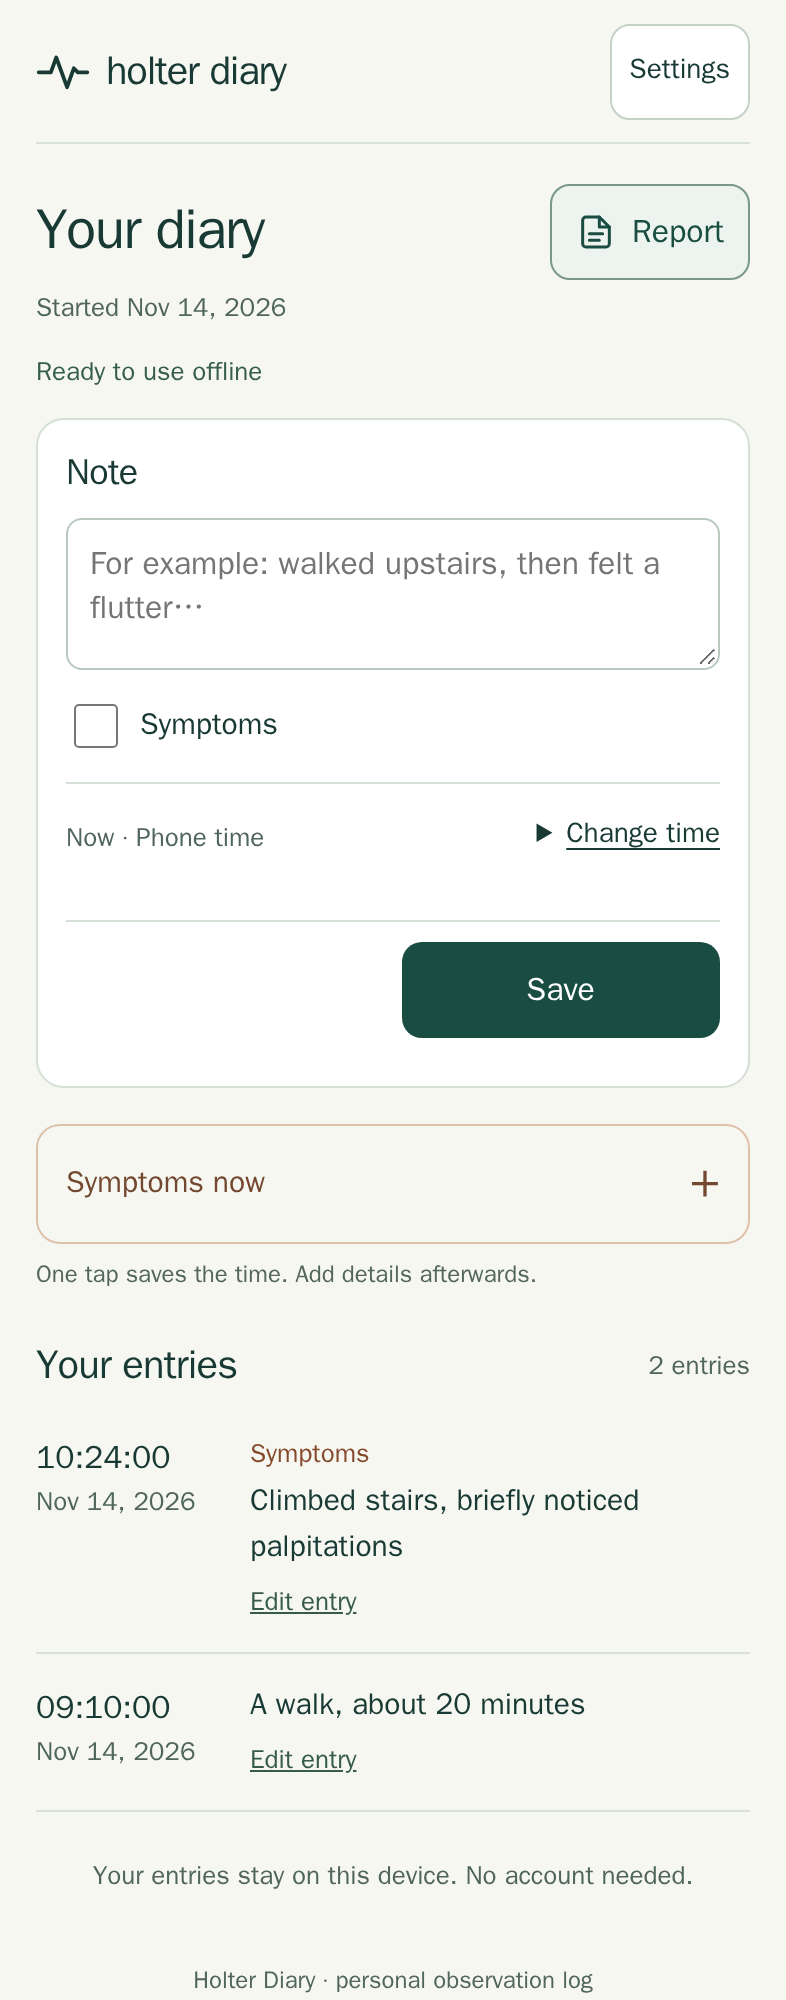 holter diary
Settings
Your diary
Report
Started Nov 14, 2026
Ready to use offline
Note
For example: walked upstairs, then felt a
flutter⋯
Symptoms
Now · Phone time
Change time
Save
Symptoms now
One tap saves the time. Add details afterwards.
Your entries
2 entries
10:24:00
Nov 14, 2026
Symptoms
Climbed stairs, briefly noticed
palpitations
Edit entry
09:10:00
Nov 14, 2026
A walk, about 20 minutes
Edit entry
Your entries stay on this device. No account needed.
Holter Diary · personal observation log